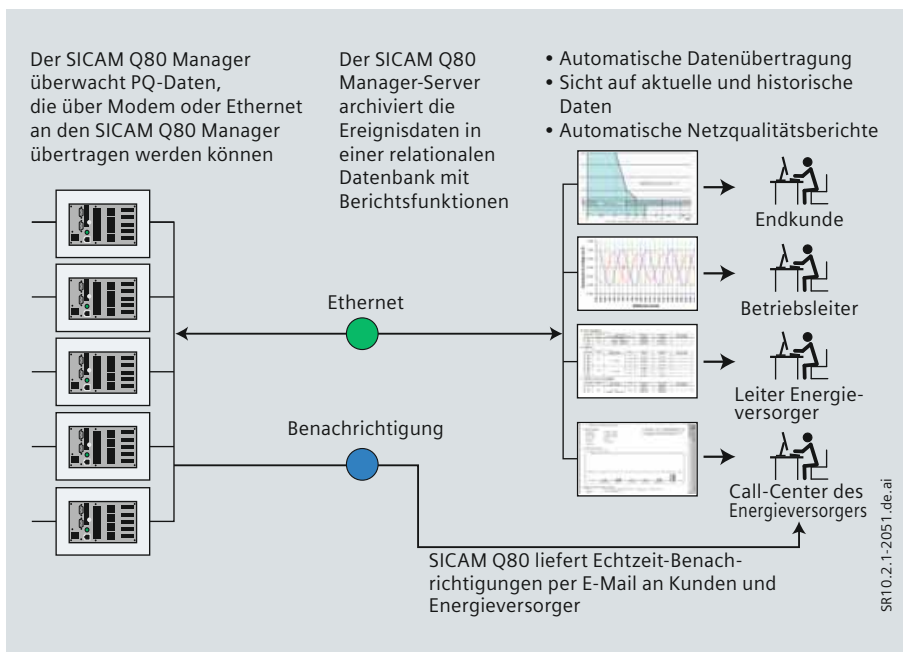 Der SICAM Q80 Manager
überwacht PQ-Daten,
die über Modem oder Ethernet
an den SICAM Q80 Manager
übertragen werden können
Der SICAM Q80
Manager-Server
archiviert die
Ereignisdaten in
einer relationalen
Datenbank mit
Berichtsfunktionen
• Automatische Datenübertragung
• Sicht auf aktuelle und historische
Daten
• Automatische Netzqualitätsberichte
Endkunde
Ethernet
Betriebsleiter
Leiter Energie-
versorger
Benachrichtigung
Call-Center des
Energieversorgers
SICAM Q80 liefert Echtzeit-Benach-
richtigungen per E-Mail an Kunden und
Energieversorger
SR10.2.1-2051.de.ai